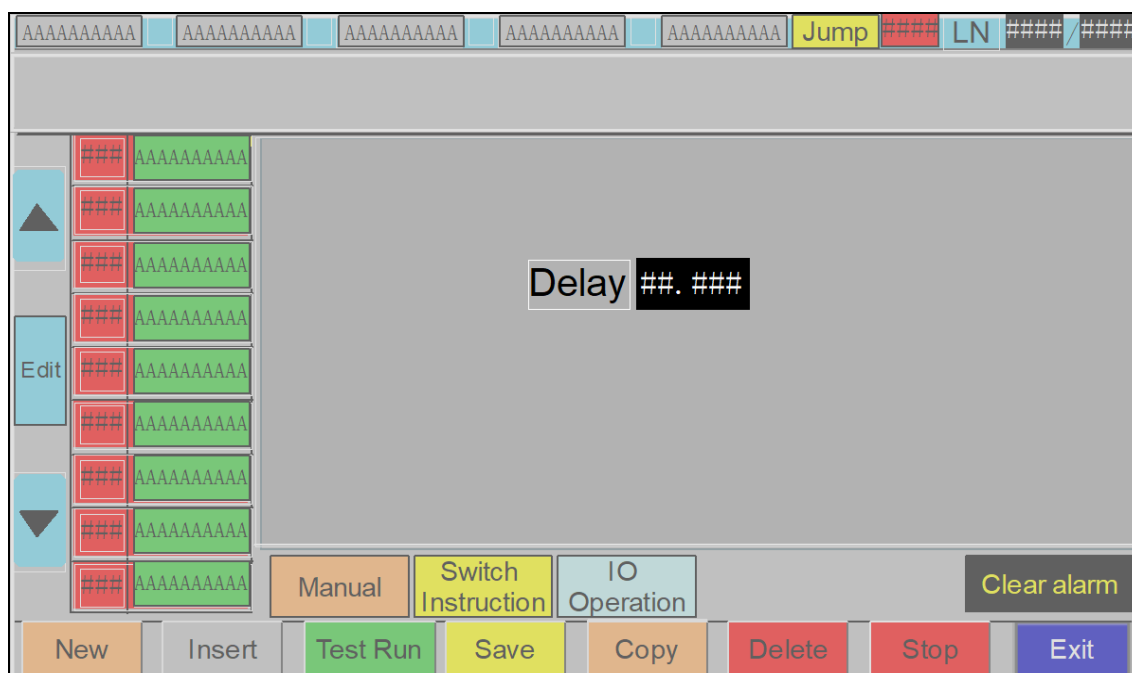 AAAAAAAAAA AAAAAAAAAA AAAAAAAAAA AAAAAAAAAA AAAAAAAAAA Jump #### LN ####/####
### AAAAAAAAAA
### AAAAAAAAAA
### AAAAAAAAAA
Delay ##.###
### AAAAAAAAAA
Edit ### AAAAAAAAAA
### AAAAAAAAAA
### AAAAAAAAAA
### AAAAAAAAAA
### AAAAAAAAAA
Manual
Switch
Instruction
IO
Operation
Clear alarm
New Insert Test Run Save Copy Delete Stop Exit